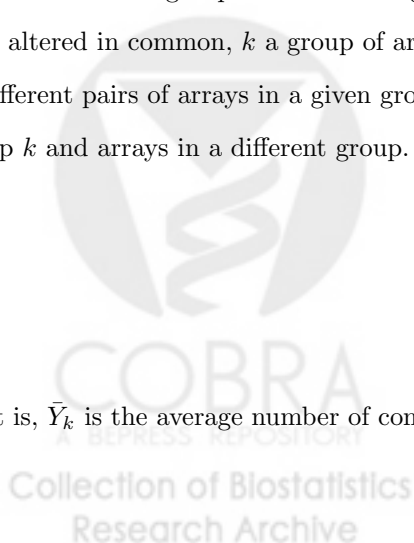 altered in common, k a group of ar
fferent pairs of arrays in a given gro
p k and arrays in a different group.
COBRA
t is, Ȳk is the average number of con
A BEPRESS REPOSITORY
Collection of Biostatistics
Research Archive